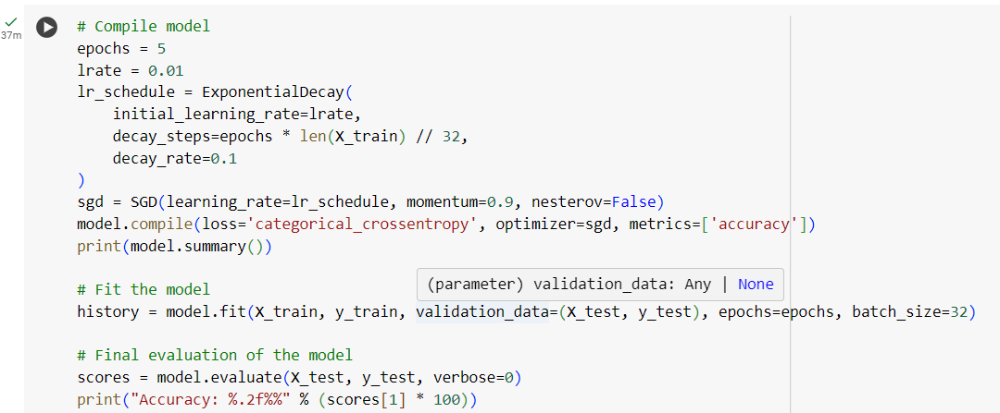 # Compile model
37m
epochs = 5
lrate = 0.01
lr_schedule = ExponentialDecay(
    initial_learning_rate=lrate,
    decay_steps=epochs * len(X_train) // 32,
    decay_rate=0.1
)
sgd = SGD(learning_rate=lr_schedule, momentum=0.9, nesterov=False)
model.compile(loss='categorical_crossentropy', optimizer=sgd, metrics=['accuracy'])
print(model.summary())
# Fit the model
(parameter) validation_data: Any | None
history = model.fit(X_train, y_train, validation_data=(X_test, y_test), epochs=epochs, batch_size=32)
# Final evaluation of the model
scores = model.evaluate(X_test, y_test, verbose=0)
print("Accuracy: %.2f%%" % (scores[1] * 100))